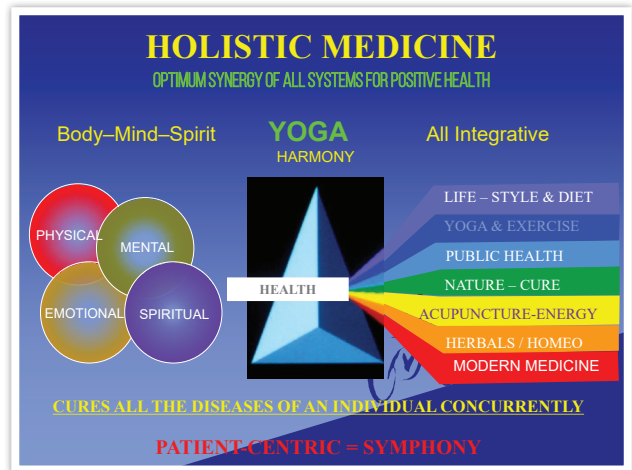 HOLISTIC MEDICINE
OPTIMUM SYNERGY OF ALL SYSTEMS FOR POSITIVE HEALTH
Body–Mind–Spirit
YOGA
HARMONY
All Integrative
PHYSICAL
MENTAL
EMOTIONAL
SPIRITUAL
HEALTH
LIFE – STYLE & DIET
YOGA & EXERCISE
PUBLIC HEALTH
NATURE – CURE
ACUPUNCTURE-ENERGY
HERBALS / HOMEO
MODERN MEDICINE
CURES ALL THE DISEASES OF AN INDIVIDUAL CONCURRENTLY
PATIENT-CENTRIC = SYMPHONY